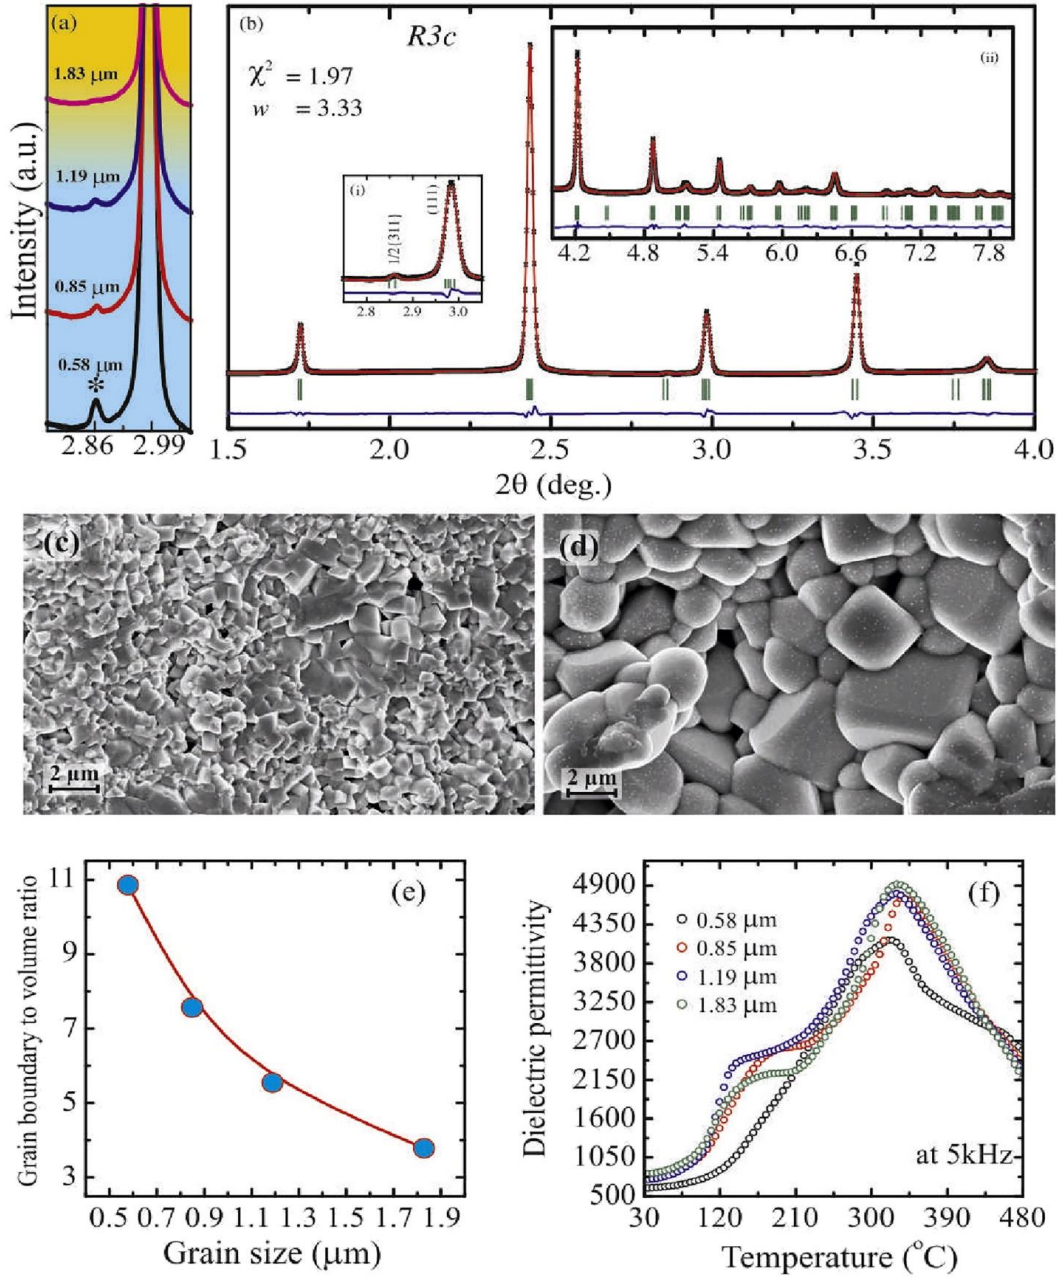 (a)
1.83 μm
1.19 μm
0.85 μm
0.58 μm
*
Intensity (a.u.)
2.86 2.99
(b)
R3c
χ² = 1.97
w = 3.33
(i)
1/2{311}
(111)
2.8 2.9 3.0
(ii)
4.2 4.8 5.4 6.0 6.6 7.2 7.8
1.5 2.0 2.5 3.0 3.5 4.0
2θ (deg.)
(c)
2 μm
(d)
2 μm
(e)
Grain boundary to volume ratio
11
9
7
5
3
0.5 0.7 0.9 1.1 1.3 1.5 1.7 1.9
Grain size (μm)
(f)
Dielectric permittivity
4900
4350
3800
3250
2700
2150
1600
1050
500
0.58 μm
0.85 μm
1.19 μm
1.83 μm
at 5kHz
30 120 210 300 390 480
Temperature (°C)